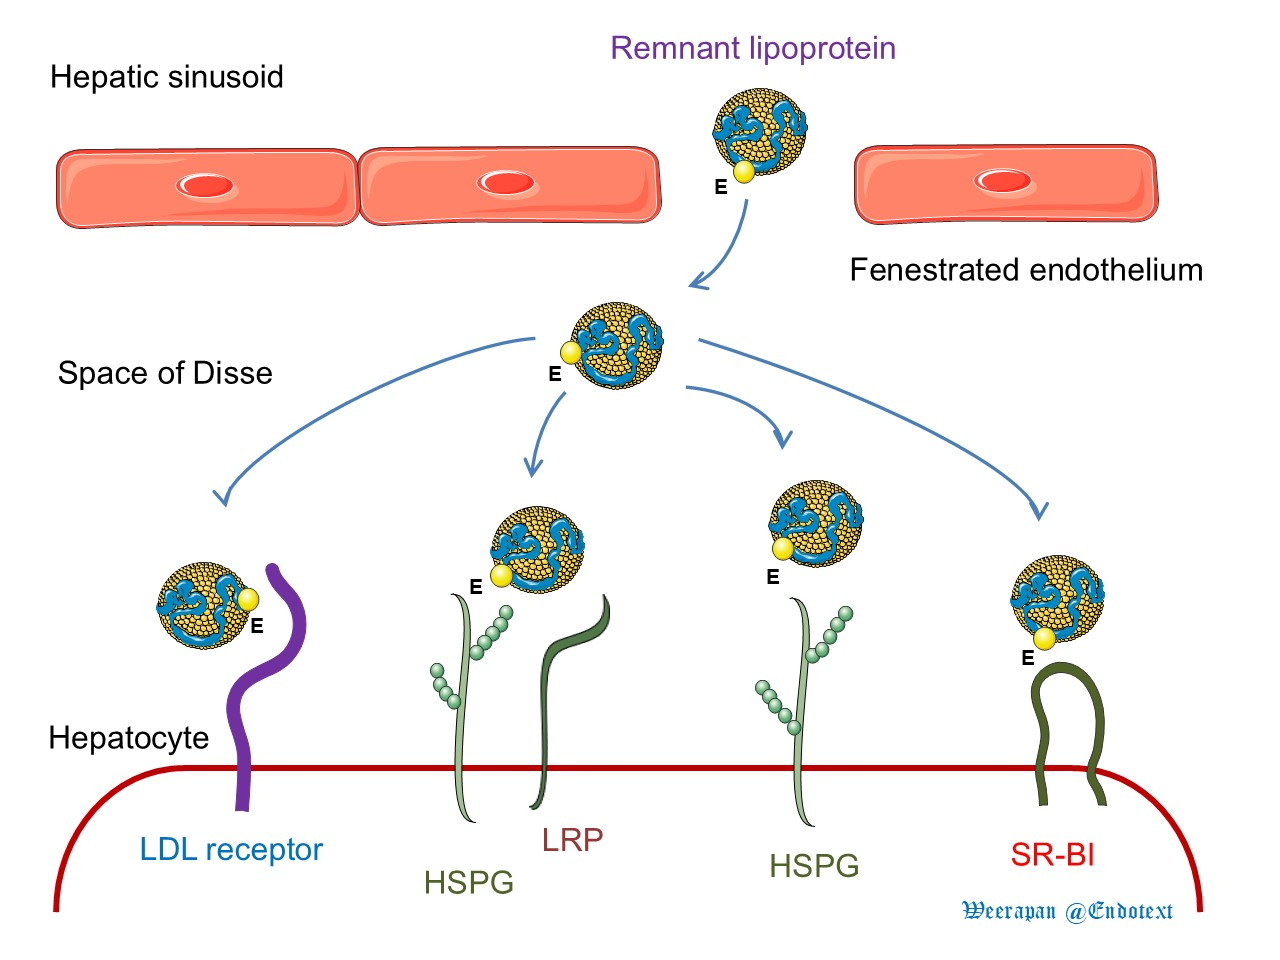 Remnant lipoprotein
Hepatic sinusoid
E
Fenestrated endothelium
Space of Disse
E
E
E
E
E
Hepatocyte
LDL receptor
HSPG
LRP
HSPG
SR-BI
Weerapan @Endotext